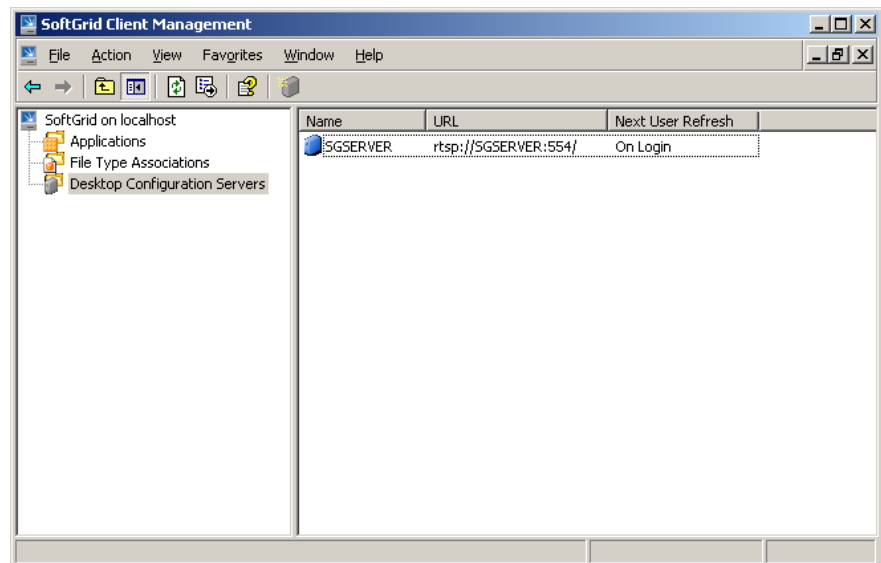 SoftGrid Client Management
File Action View Favorites Window Help
SoftGrid on localhost
Applications
File Type Associations
Desktop Configuration Servers
Name URL Next User Refresh
SGSERVER rtsp://SGSERVER:554/ On Login